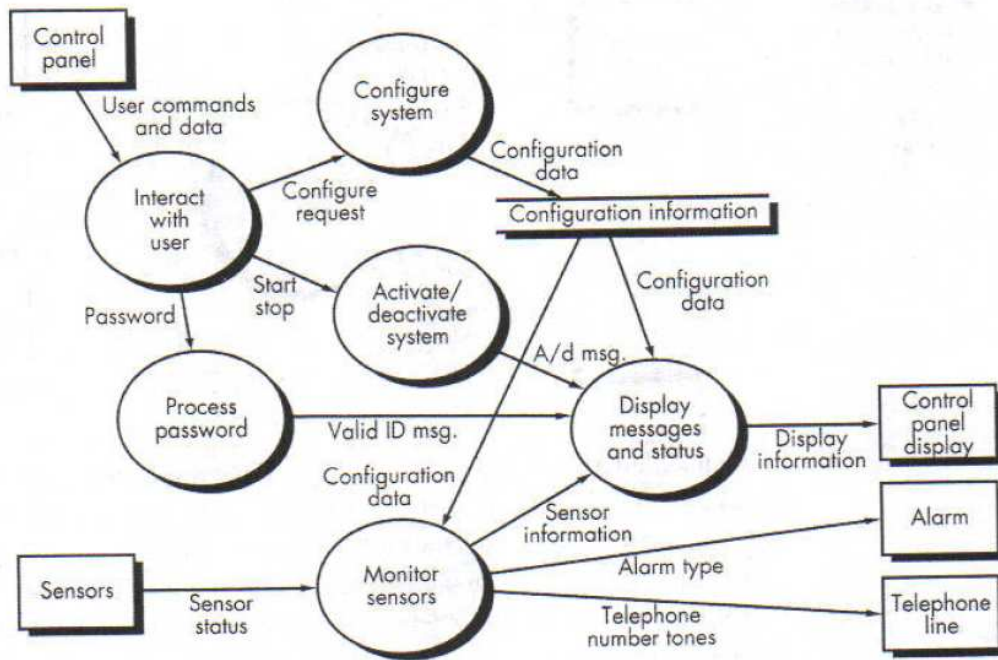 Control
panel
User commands
and data
Configure
system
Interact
with
user
Configure
request
Configuration
data
Configuration information
Start
stop
Activate/
deactivate
system
Configuration
data
Password
A/d msg.
Process
password
Valid ID msg.
Display
messages
and status
Display
information
Control
panel
display
Configuration
data
Sensor
information
Alarm
Alarm type
Sensors
Sensor
status
Monitor
sensors
Telephone
number tones
Telephone
line